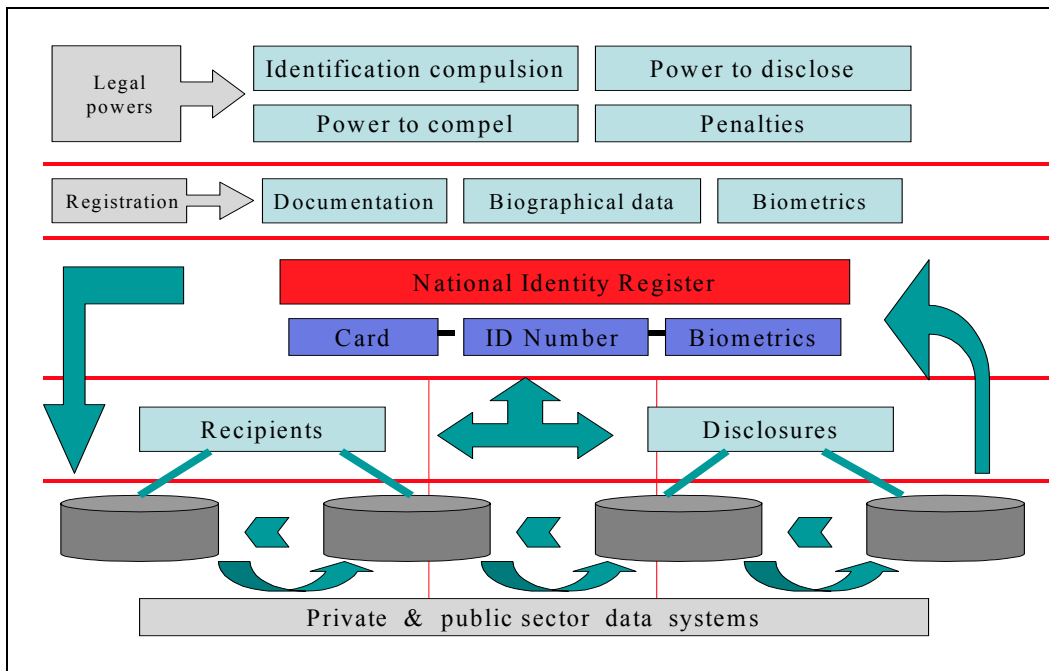 Legal
powers
Identification compulsion
Power to disclose
Power to compel
Penalties
Registration
Documentation
Biographical data
Biometrics
National Identity Register
Card
ID Number
Biometrics
Recipients
Disclosures
Private & public sector data systems